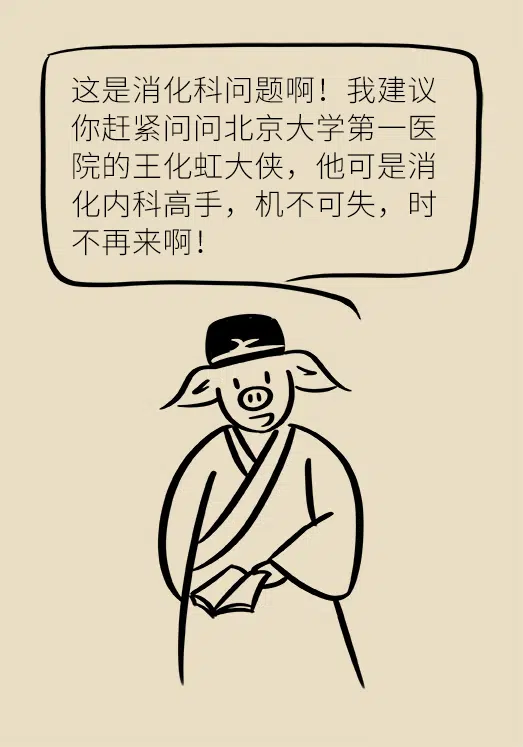 这是消化科问题啊！我建议
你赶紧问问北京大学第一医
院的王化虹大侠，他可是消
化内科高手，机不可失，时
不再来啊！